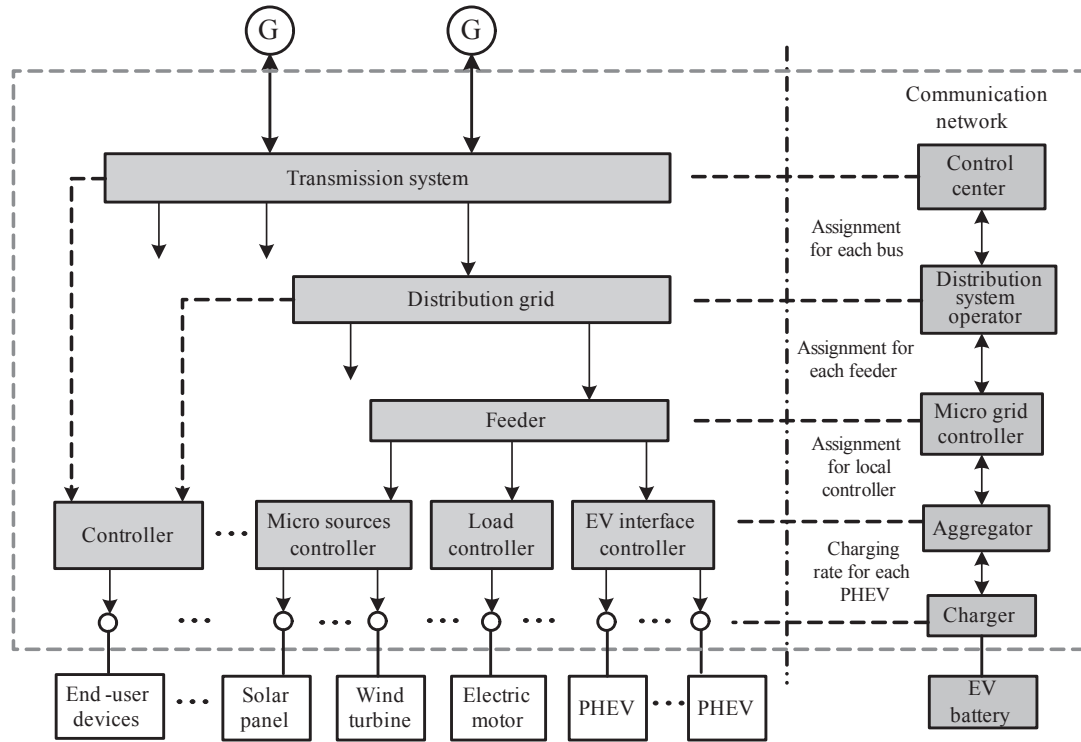 G
G
Communication
network
Transmission system
Control
center
Assignment
for each bus
Distribution grid
Distribution
system
operator
Assignment for
each feeder
Feeder
Micro grid
controller
Assignment
for local
controller
Controller
Micro sources
controller
Load
controller
EV interface
controller
Aggregator
Charging
rate for each
PHEV
Charger
End -user
devices
Solar
panel
Wind
turbine
Electric
motor
PHEV
PHEV
EV
battery